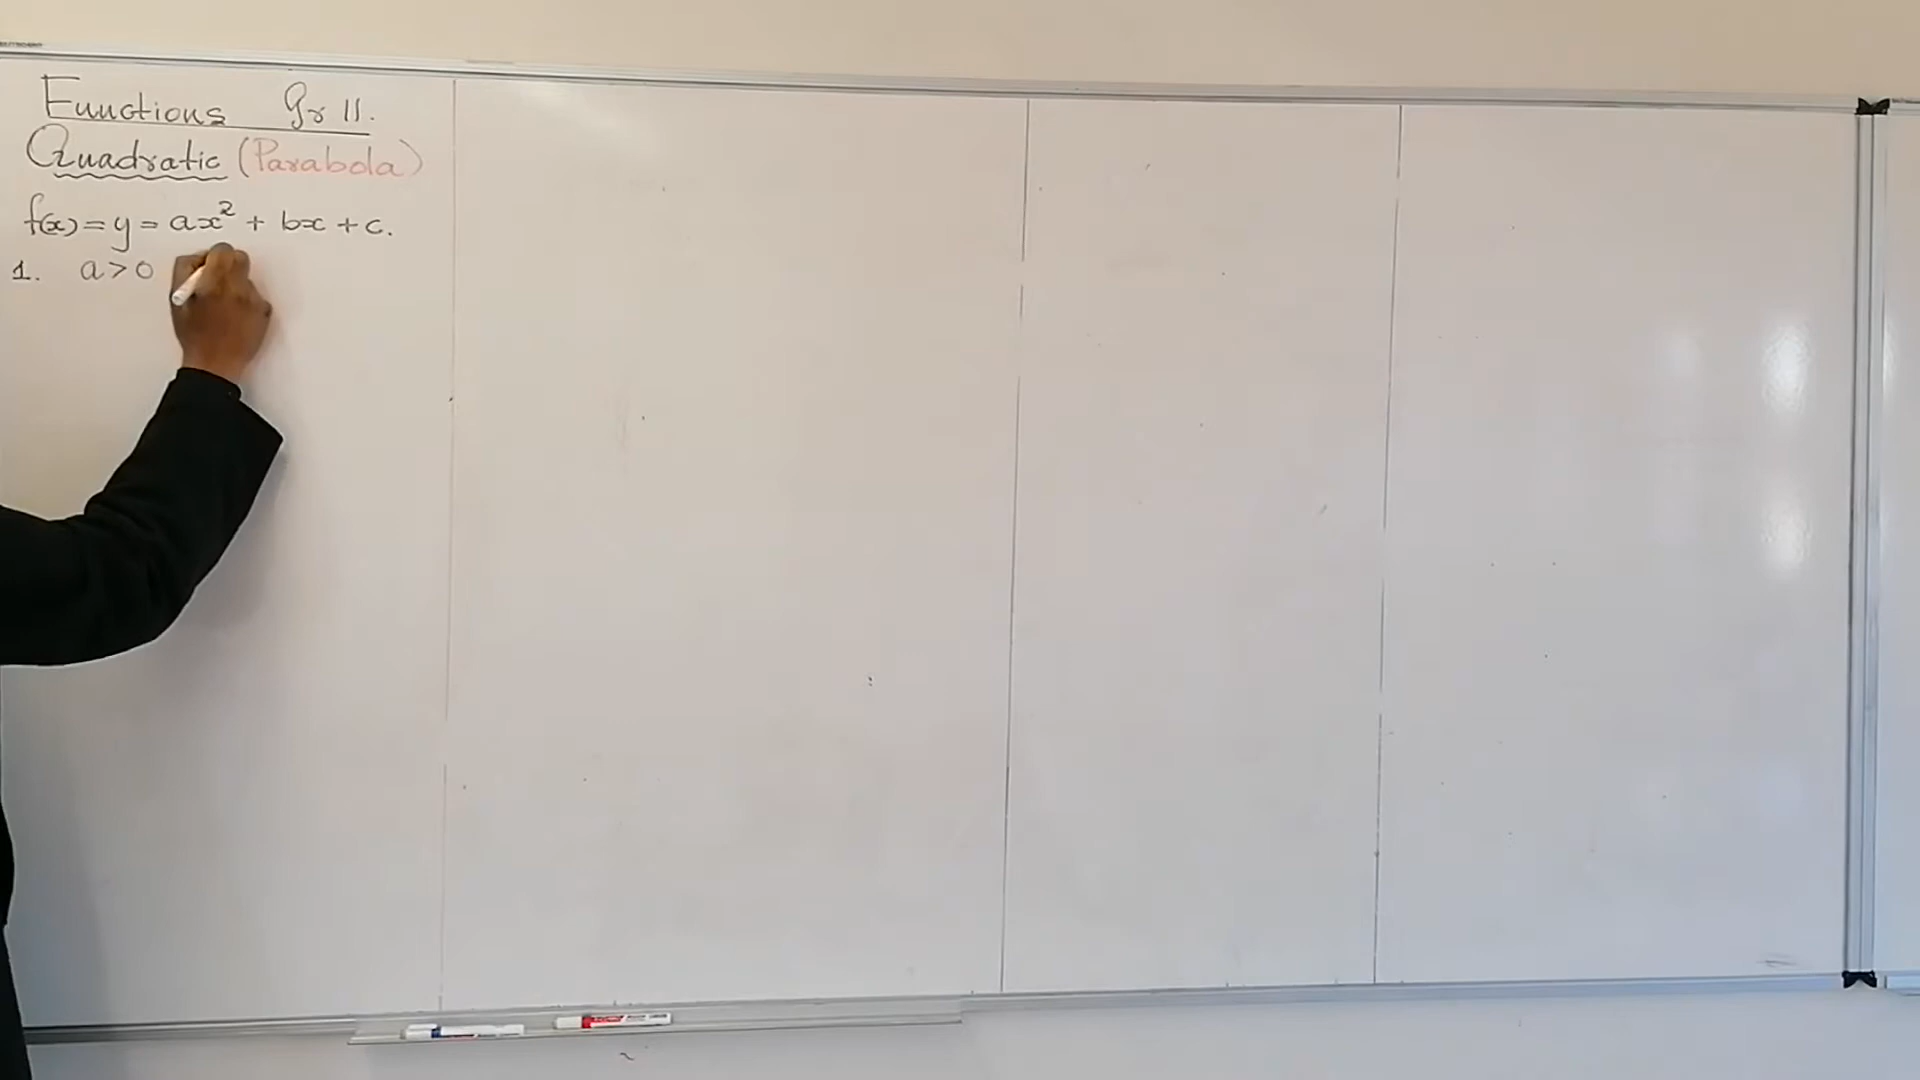 Functions Gr 11.
Quadratic (Parabola)
f(x) = y = ax² + bx + c.
1. a > 0